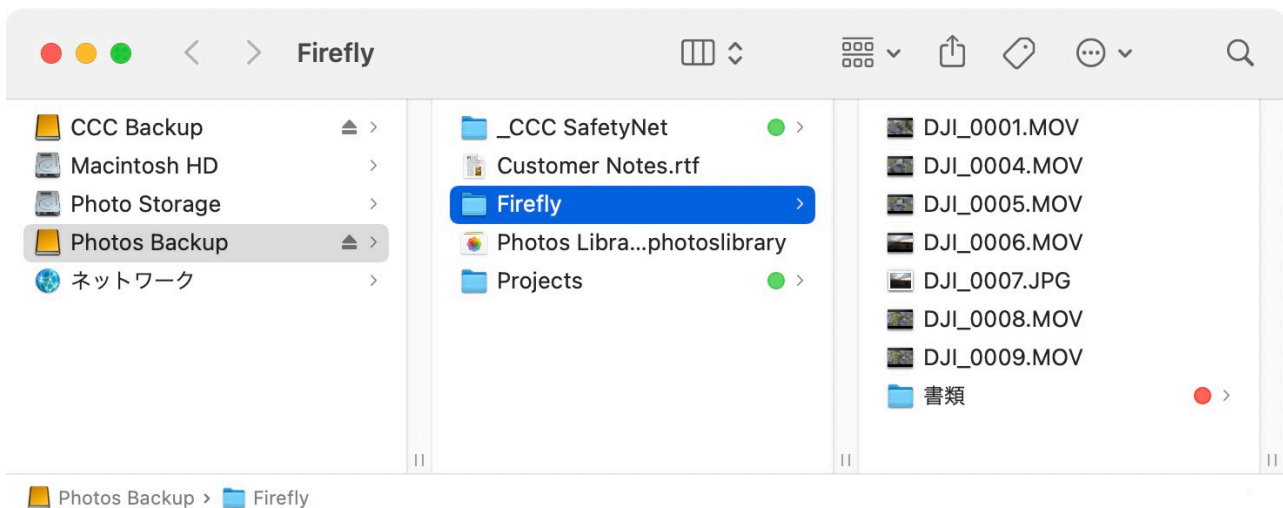 Firefly
CCC Backup
Macintosh HD
Photo Storage
Photos Backup
ネットワーク
_CCC SafetyNet
Customer Notes.rtf
Firefly
Photos Libra...photoslibrary
Projects
DJI_0001.MOV
DJI_0004.MOV
DJI_0005.MOV
DJI_0006.MOV
DJI_0007.JPG
DJI_0008.MOV
DJI_0009.MOV
書類
Photos Backup › Firefly